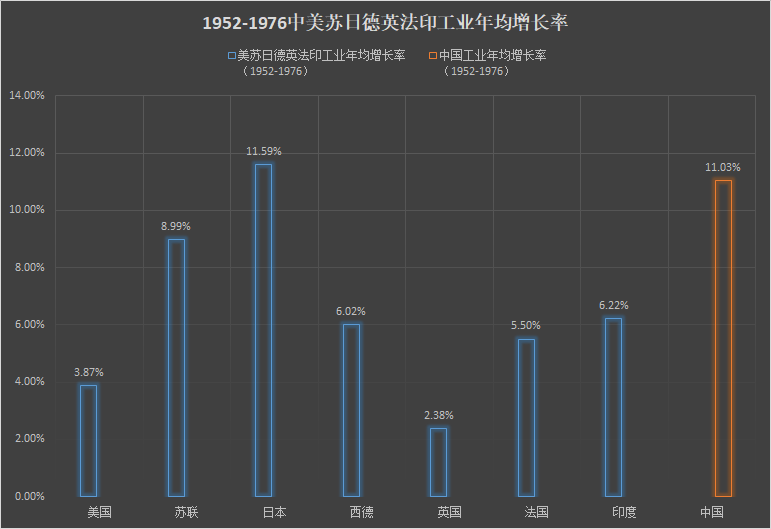 1952-1976中美苏日德英法印工业年均增长率
美苏日德英法印工业年均增长率
（1952-1976）
中国工业年均增长率
（1952-1976）
14.00%
12.00%
10.00%
8.00%
6.00%
4.00%
2.00%
0.00%
3.87%
8.99%
11.59%
6.02%
2.38%
5.50%
6.22%
11.03%
美国
苏联
日本
西德
英国
法国
印度
中国